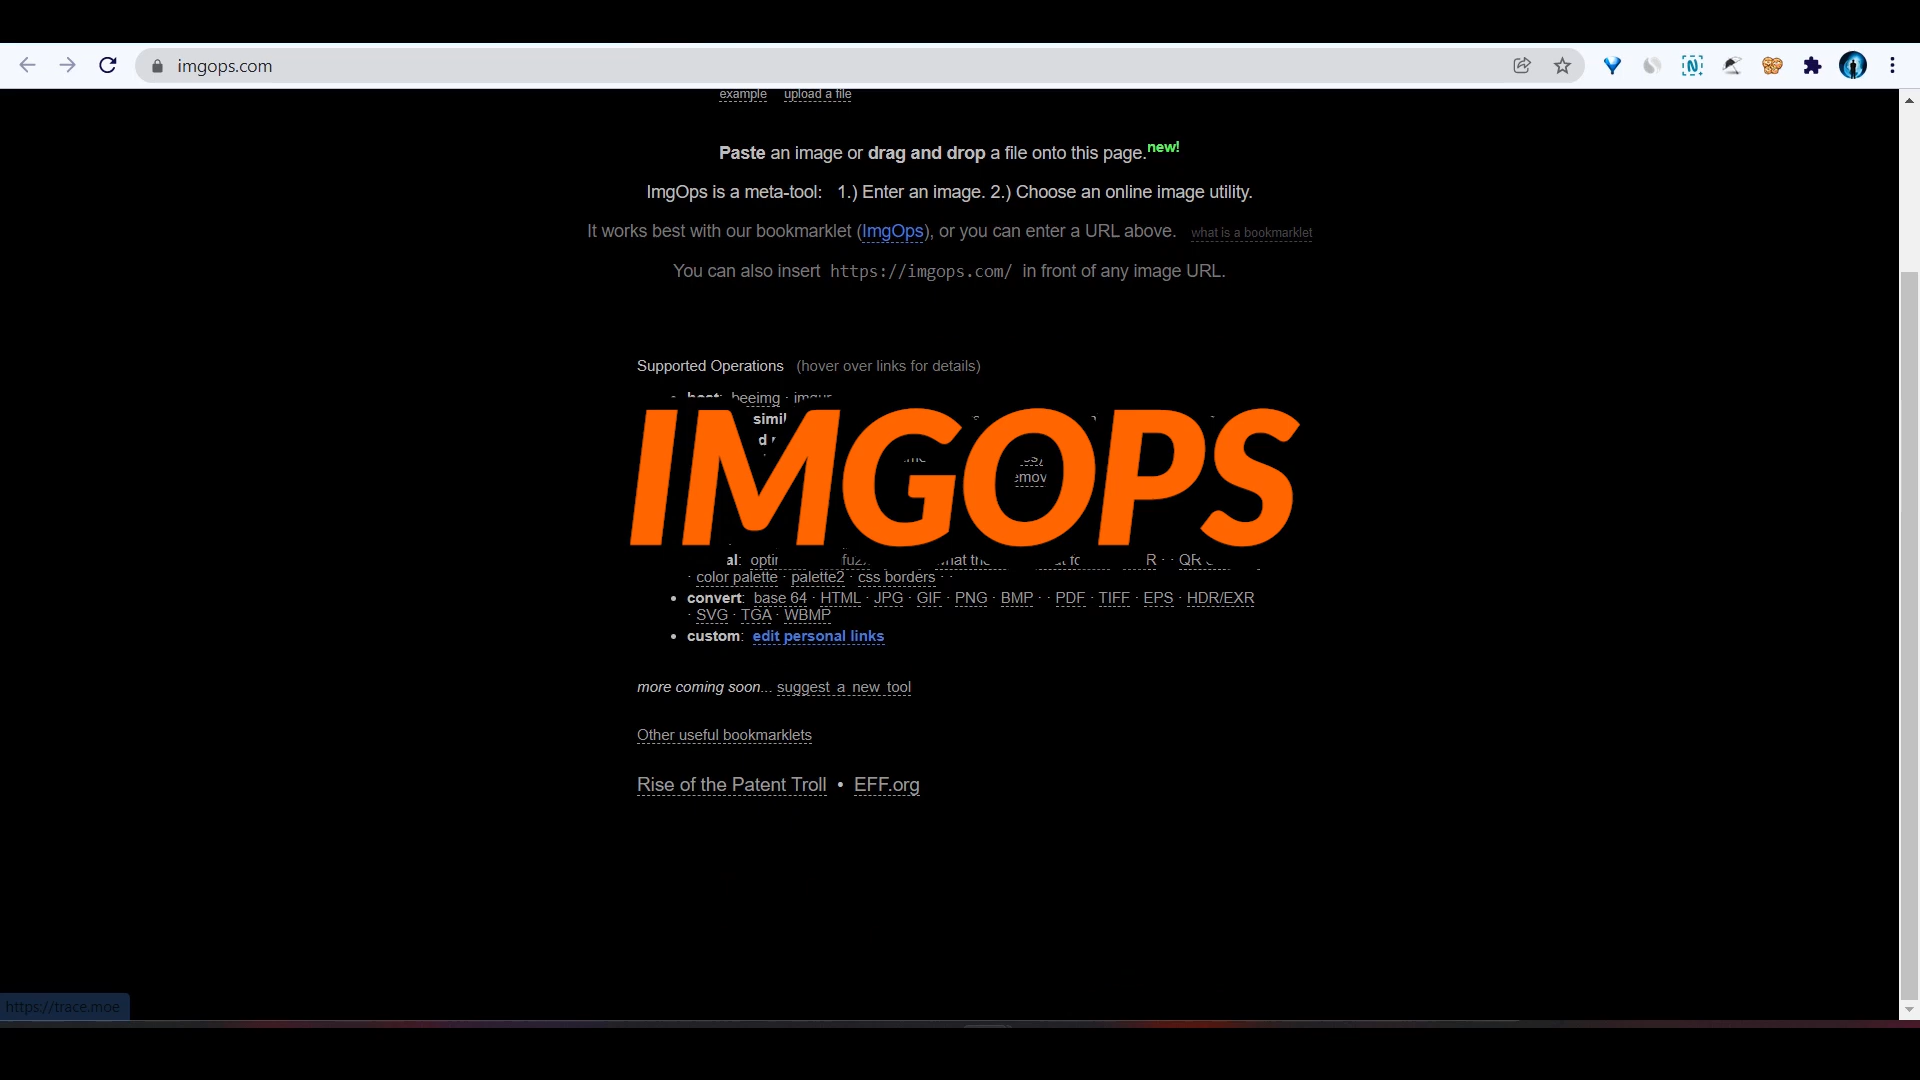 imgops.com
example upload a file
Paste an image or drag and drop a file onto this page. new!
ImgOps is a meta-tool: 1.) Enter an image. 2.) Choose an online image utility.
It works best with our bookmarklet (ImgOps), or you can enter a URL above. what is a bookmarklet
You can also insert https://imgops.com/ in front of any image URL.
Supported Operations (hover over links for details)
beeimg ·
IMGOPS
· color palette · palette2 · css borders · ·
• convert: base 64 · HTML · JPG · GIF · PNG · BMP · · PDF · TIFF · EPS · HDR/EXR
· SVG · TGA · WBMP
• custom: edit personal links
more coming soon... suggest a new tool
Other useful bookmarklets
Rise of the Patent Troll • EFF.org
https://trace.moe